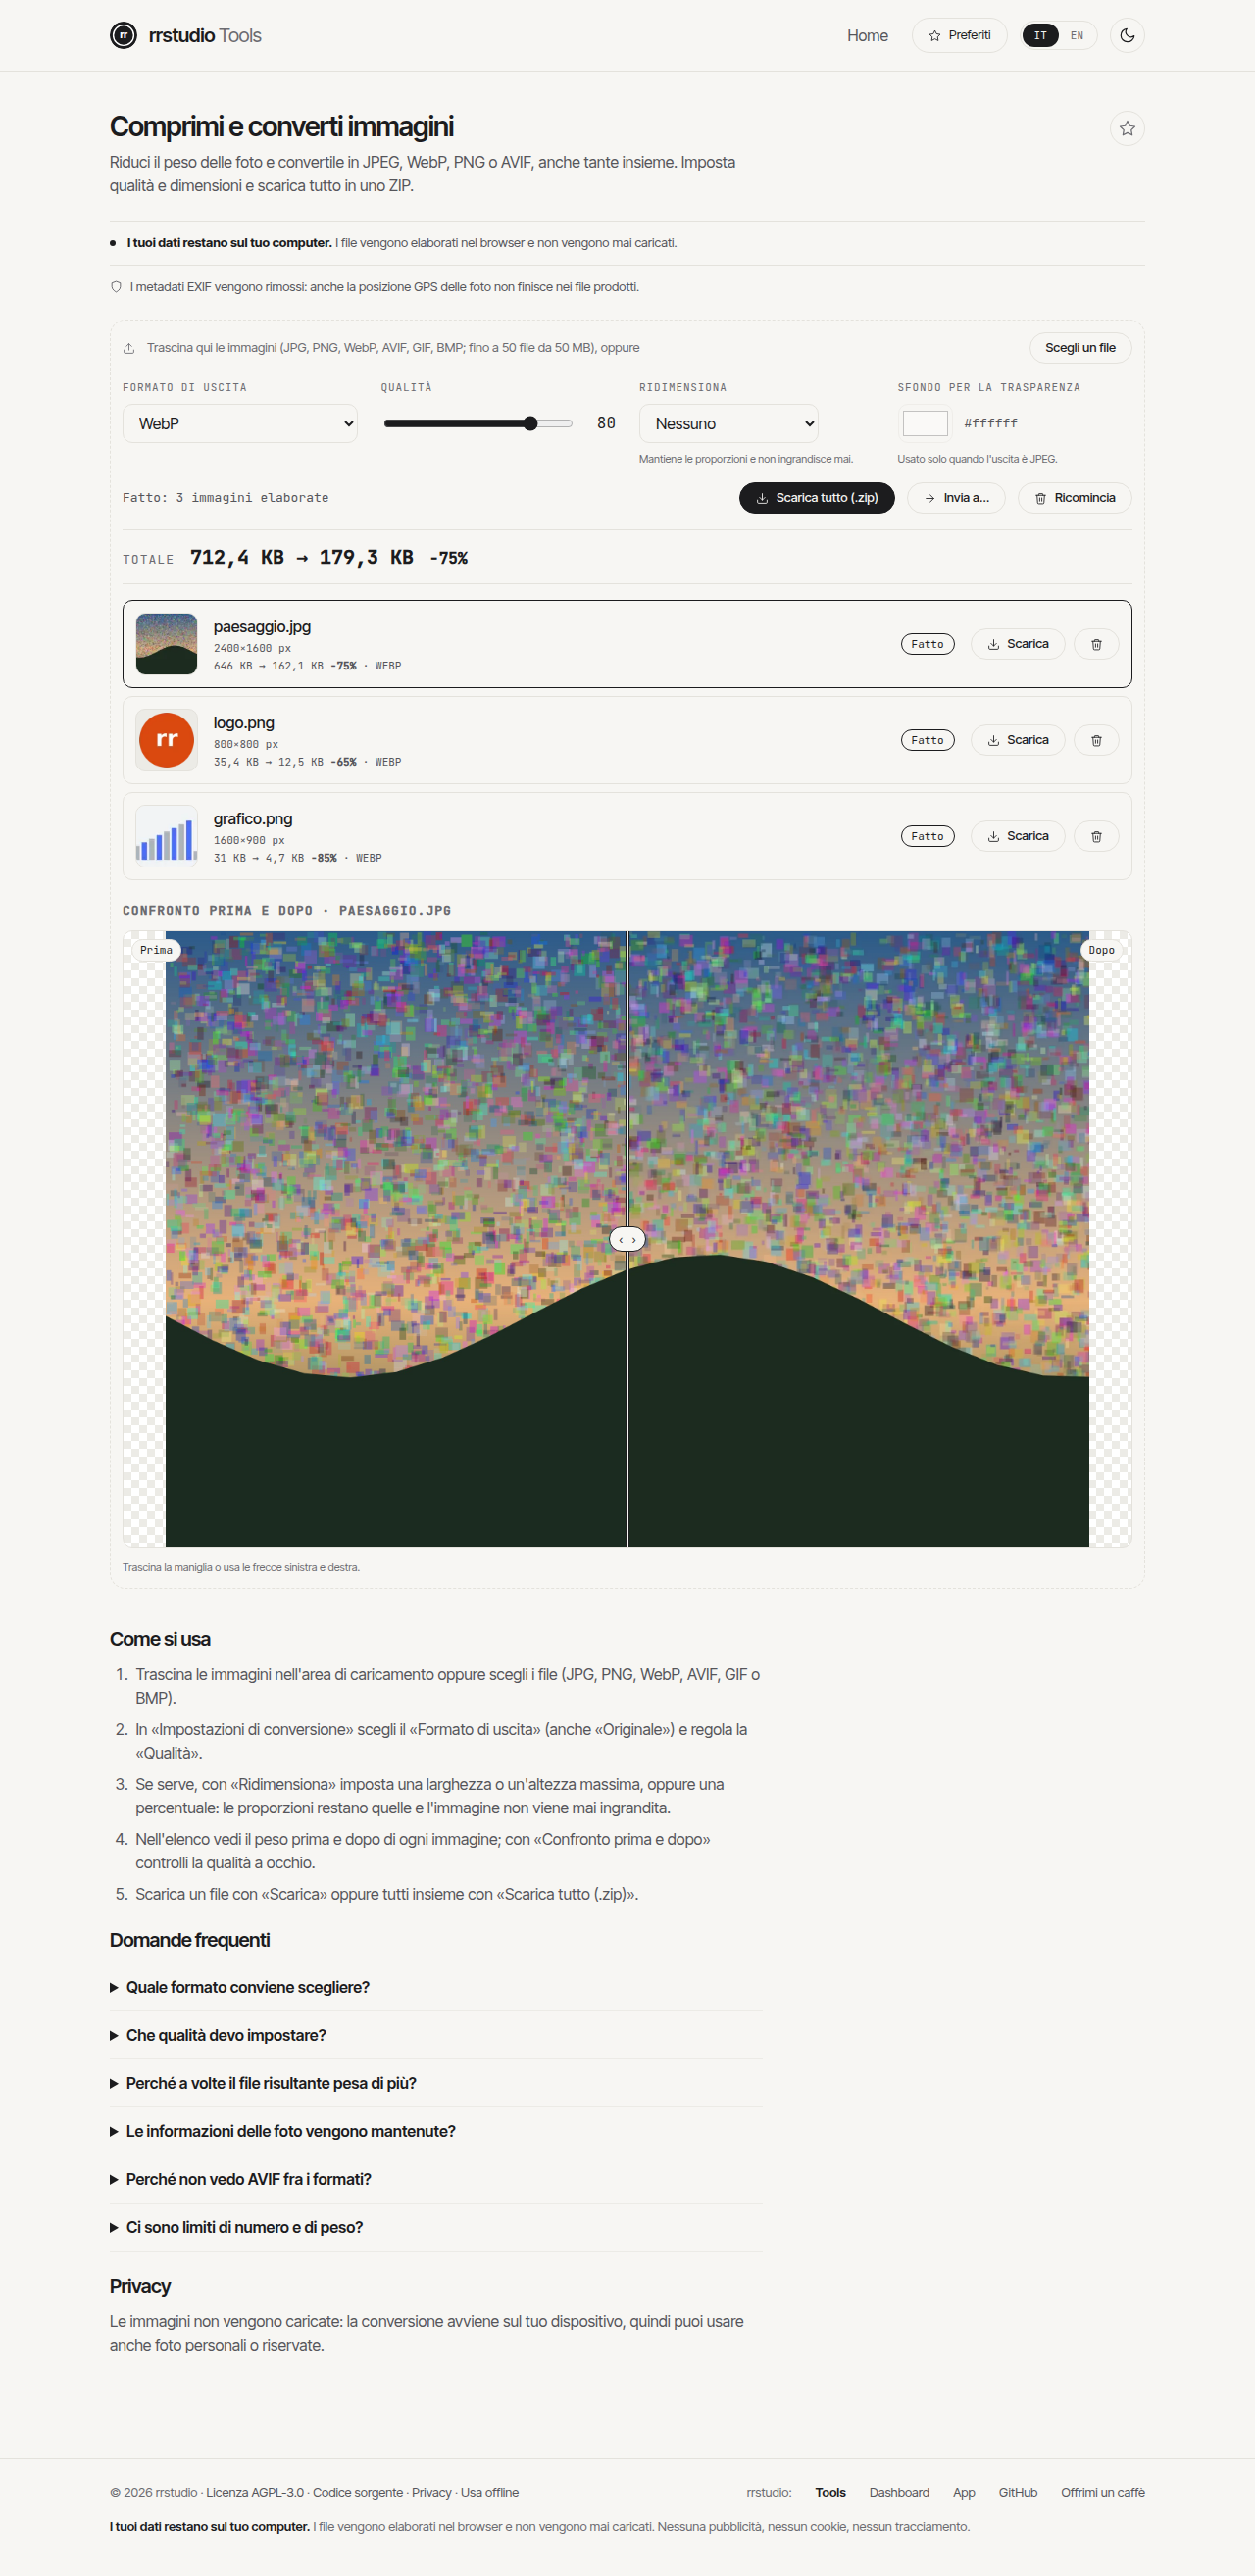 rr rrstudio Tools
Home
Preferiti
IT EN
Comprimi e converti immagini
Riduci il peso delle foto e convertile in JPEG, WebP, PNG o AVIF, anche tante insieme. Imposta
qualità e dimensioni e scarica tutto in uno ZIP.
I tuoi dati restano sul tuo computer. I file vengono elaborati nel browser e non vengono mai caricati.
I metadati EXIF vengono rimossi: anche la posizione GPS delle foto non finisce nei file prodotti.
Trascina qui le immagini (JPG, PNG, WebP, AVIF, GIF, BMP; fino a 50 file da 50 MB), oppure
Scegli un file
FORMATO DI USCITA
QUALITÀ
RIDIMENSIONA
SFONDO PER LA TRASPARENZA
WebP
80
Nessuno
#ffffff
Mantiene le proporzioni e non ingrandisce mai.
Usato solo quando l'uscita è JPEG.
Fatto: 3 immagini elaborate
Scarica tutto (.zip)
Invia a...
Ricomincia
TOTALE 712,4 KB → 179,3 KB -75%
paesaggio.jpg
2400×1600 px
646 KB → 162,1 KB -75% · WEBP
Fatto
Scarica
rr
logo.png
800×800 px
35,4 KB → 12,5 KB -65% · WEBP
Fatto
Scarica
grafico.png
1600×900 px
31 KB → 4,7 KB -85% · WEBP
Fatto
Scarica
CONFRONTO PRIMA E DOPO · PAESAGGIO.JPG
Prima
Dopo
‹ ›
Trascina la maniglia o usa le frecce sinistra e destra.
Come si usa
1. Trascina le immagini nell'area di caricamento oppure scegli i file (JPG, PNG, WebP, AVIF, GIF o
BMP).
2. In «Impostazioni di conversione» scegli il «Formato di uscita» (anche «Originale») e regola la
«Qualità».
3. Se serve, con «Ridimensiona» imposta una larghezza o un'altezza massima, oppure una
percentuale: le proporzioni restano quelle e l'immagine non viene mai ingrandita.
4. Nell'elenco vedi il peso prima e dopo di ogni immagine; con «Confronto prima e dopo»
controlli la qualità a occhio.
5. Scarica un file con «Scarica» oppure tutti insieme con «Scarica tutto (.zip)».
Domande frequenti
Quale formato conviene scegliere?
Che qualità devo impostare?
Perché a volte il file risultante pesa di più?
Le informazioni delle foto vengono mantenute?
Perché non vedo AVIF fra i formati?
Ci sono limiti di numero e di peso?
Privacy
Le immagini non vengono caricate: la conversione avviene sul tuo dispositivo, quindi puoi usare
anche foto personali o riservate.
© 2026 rrstudio · Licenza AGPL-3.0 · Codice sorgente · Privacy · Usa offline
rrstudio: Tools Dashboard App GitHub Offrimi un caffè
I tuoi dati restano sul tuo computer. I file vengono elaborati nel browser e non vengono mai caricati. Nessuna pubblicità, nessun cookie, nessun tracciamento.